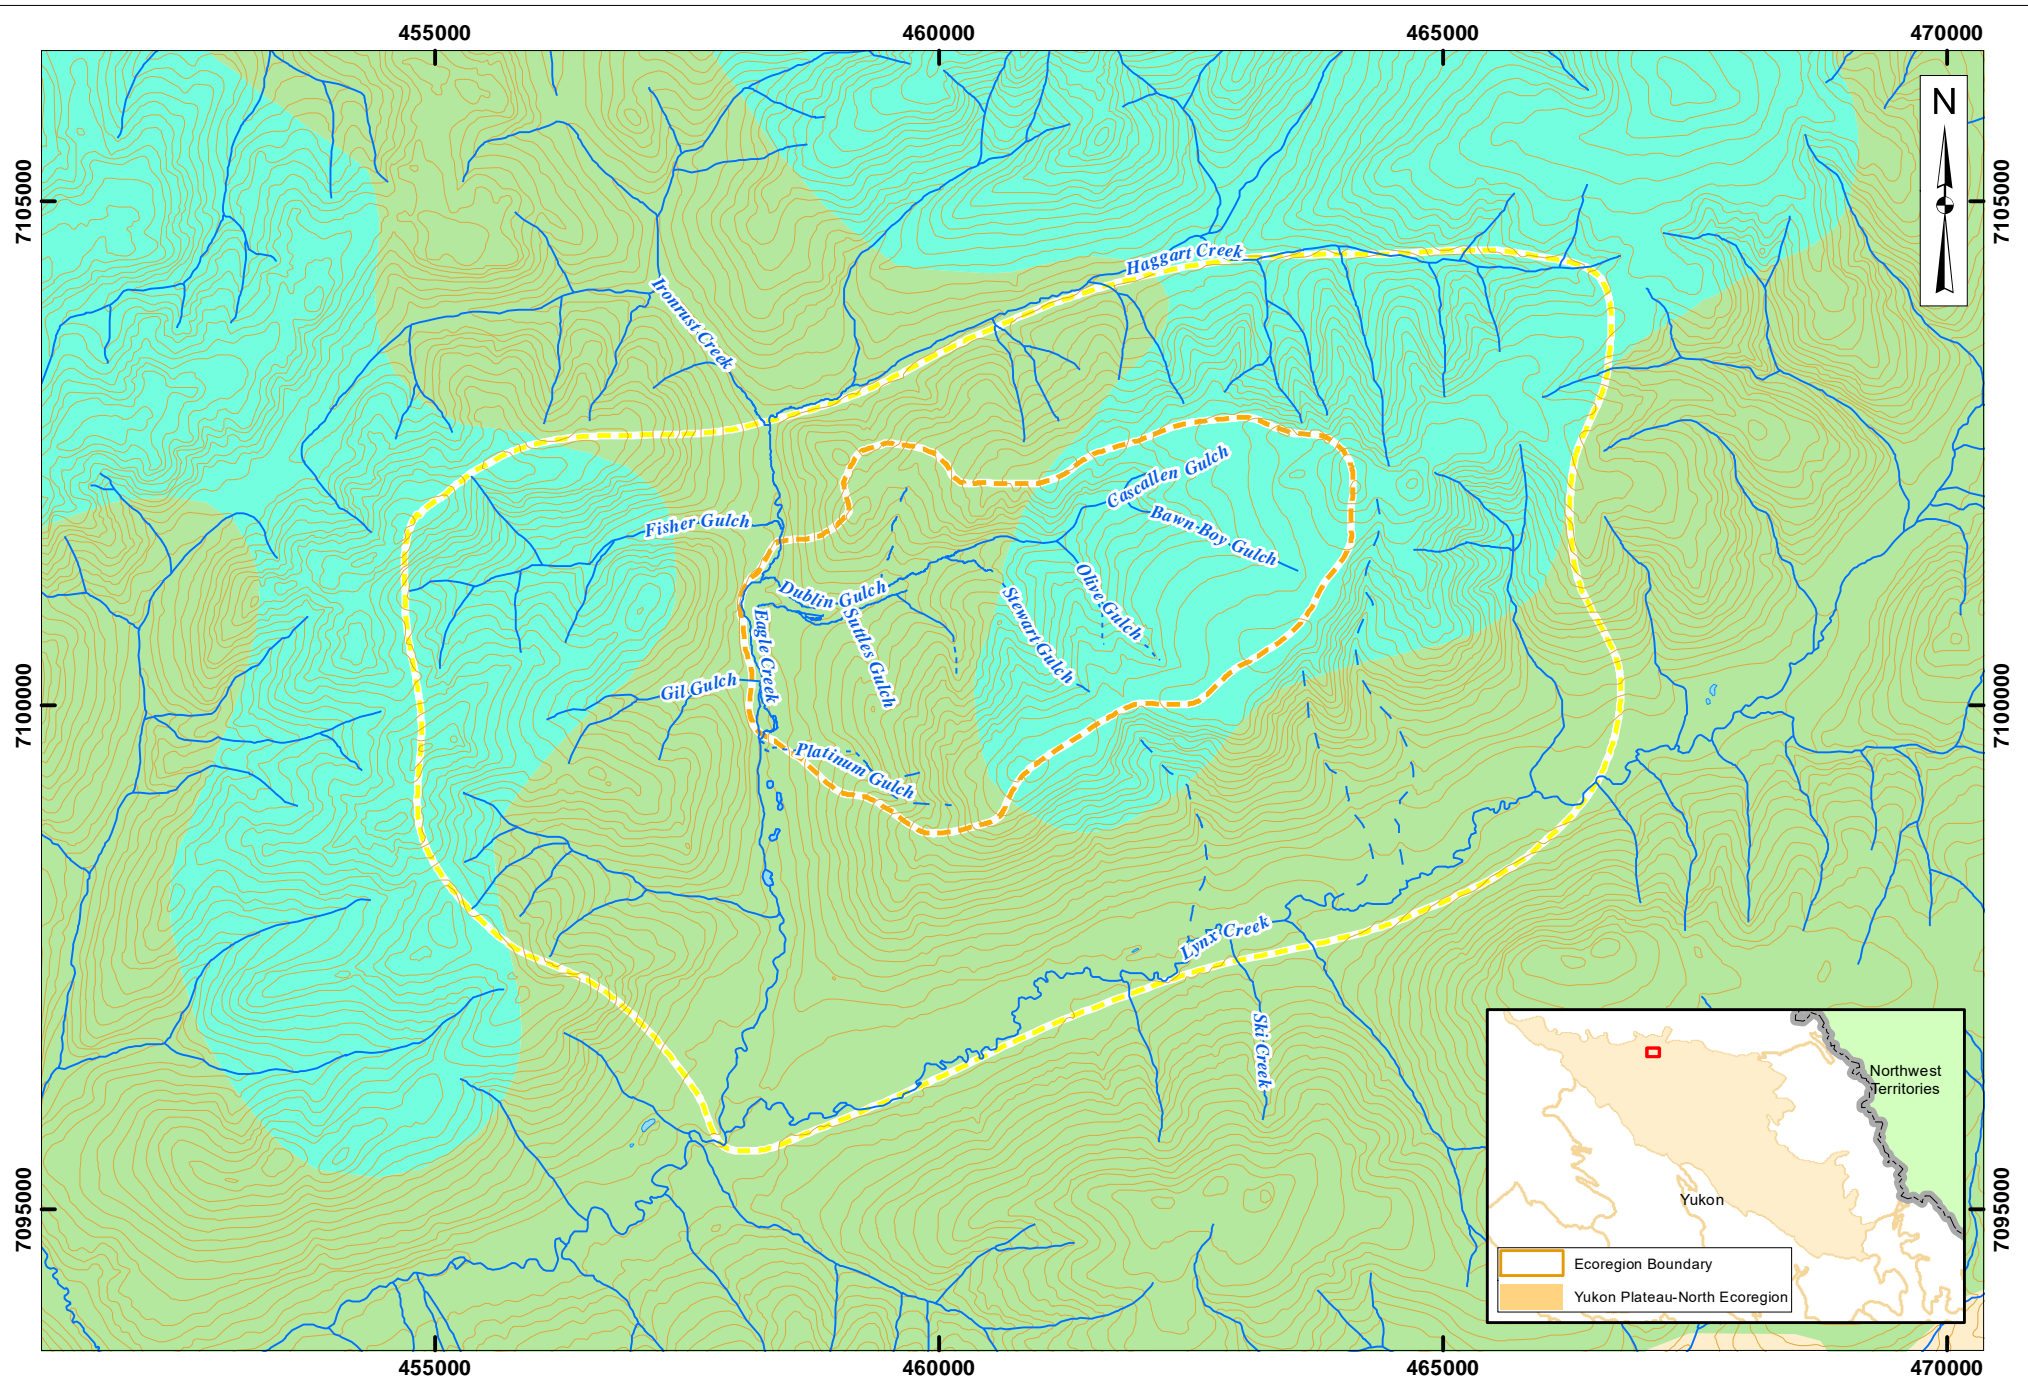 455000
460000
465000
470000
N
7105000
7105000
Haggart Creek
Ironrust Creek
Cascallen Gulch
Fisher Gulch
Bawn Boy Gulch
Dublin Gulch
Olive Gulch
Stewart Gulch
Eagle Creek
Suttles Gulch
Gil Gulch
7100000
7100000
Platinum Gulch
Lynx Creek
Ski Creek
Northwest
Territories
Yukon
7095000
7095000
Ecoregion Boundary
Yukon Plateau-North Ecoregion
455000
460000
465000
470000